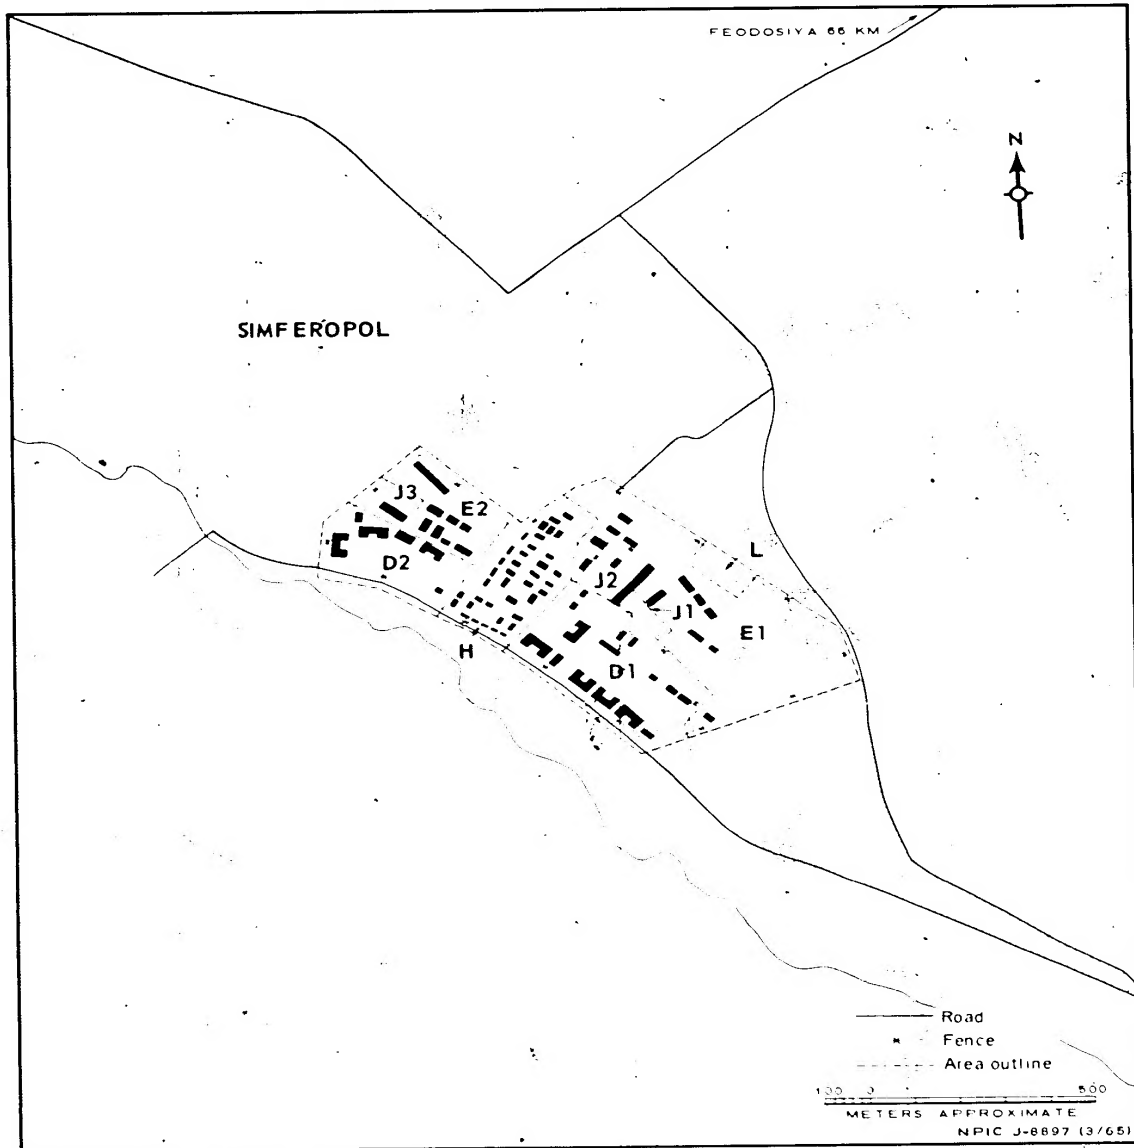 FEODOSIYA 66 KM
N
SIMFEROPOL
J3
E2
L
D2
J2
J1
E1
H
D1
Road
Fence
Area outline
100 0 500
METERS APPROXIMATE
NPIC J-8897 (3/65)